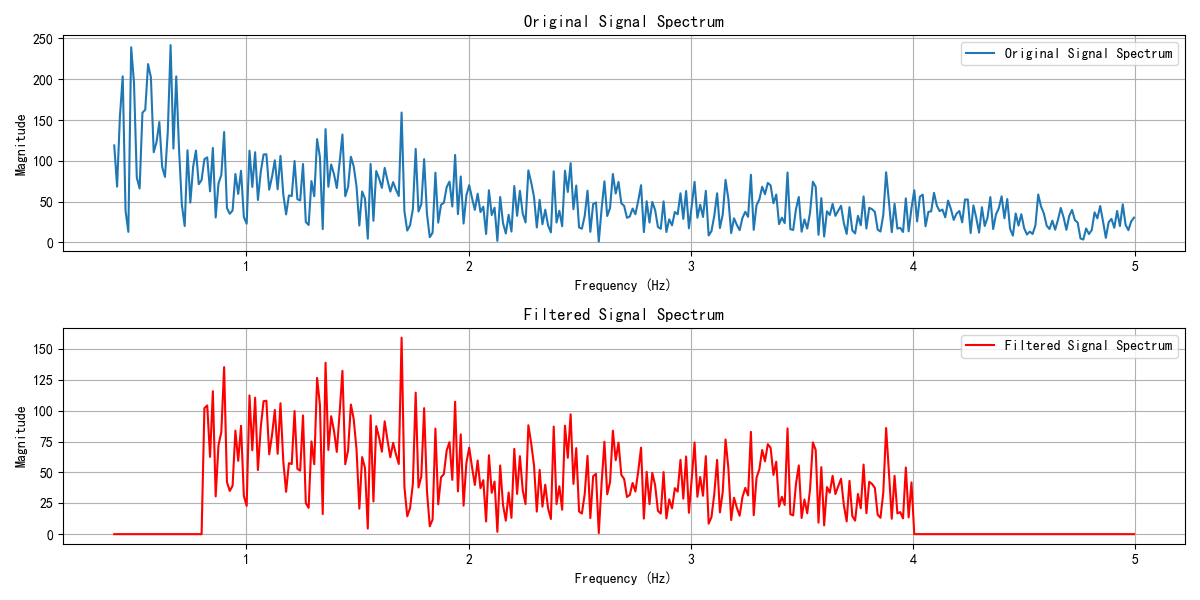 Original Signal Spectrum
250
200
150
100
50
0
Magnitude
Original Signal Spectrum
1
2
3
4
5
Frequency (Hz)
Filtered Signal Spectrum
150
125
100
75
50
25
0
Magnitude
Filtered Signal Spectrum
1
2
3
4
5
Frequency (Hz)